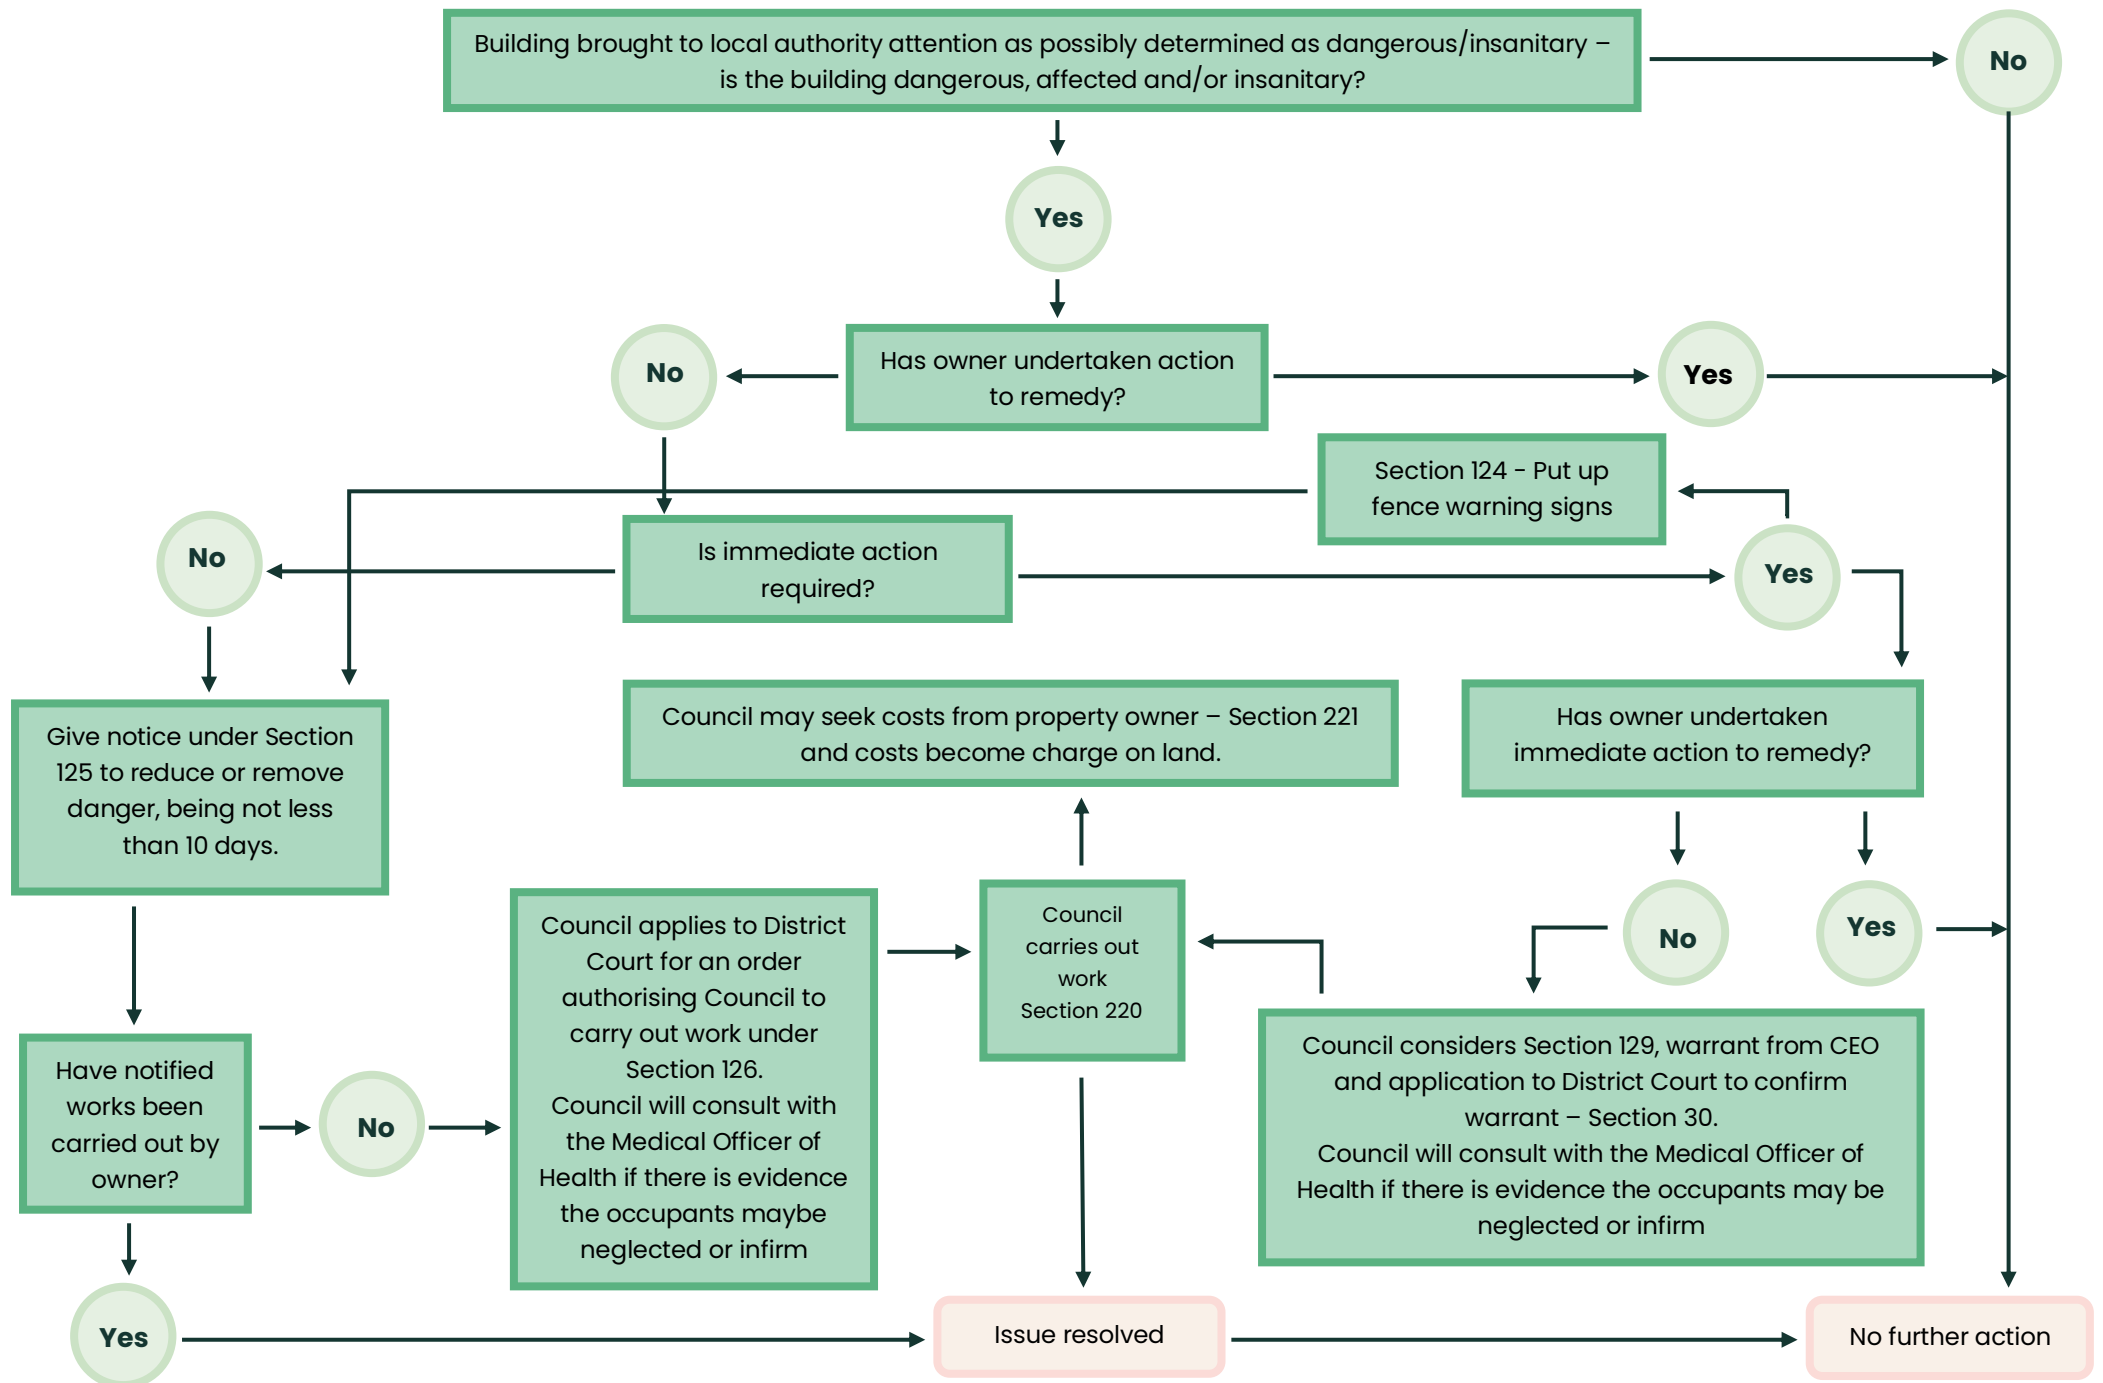 Building brought to local authority attention as possibly determined as dangerous/insanitary –
is the building dangerous, affected and/or insanitary?
No
Yes
Has owner undertaken action
to remedy?
No
Yes
Section 124 - Put up
fence warning signs
Is immediate action
required?
No
Yes
Give notice under Section
125 to reduce or remove
danger, being not less
than 10 days.
Council may seek costs from property owner – Section 221
and costs become charge on land.
Has owner undertaken
immediate action to remedy?
No
Yes
Council applies to District
Court for an order
authorising Council to
carry out work under
Section 126.
Council will consult with
the Medical Officer of
Health if there is evidence
the occupants maybe
neglected or infirm
Council
carries out
work
Section 220
Council considers Section 129, warrant from CEO
and application to District Court to confirm
warrant – Section 30.
Council will consult with the Medical Officer of
Health if there is evidence the occupants may be
neglected or infirm
Have notified
works been
carried out by
owner?
No
Yes
Issue resolved
No further action